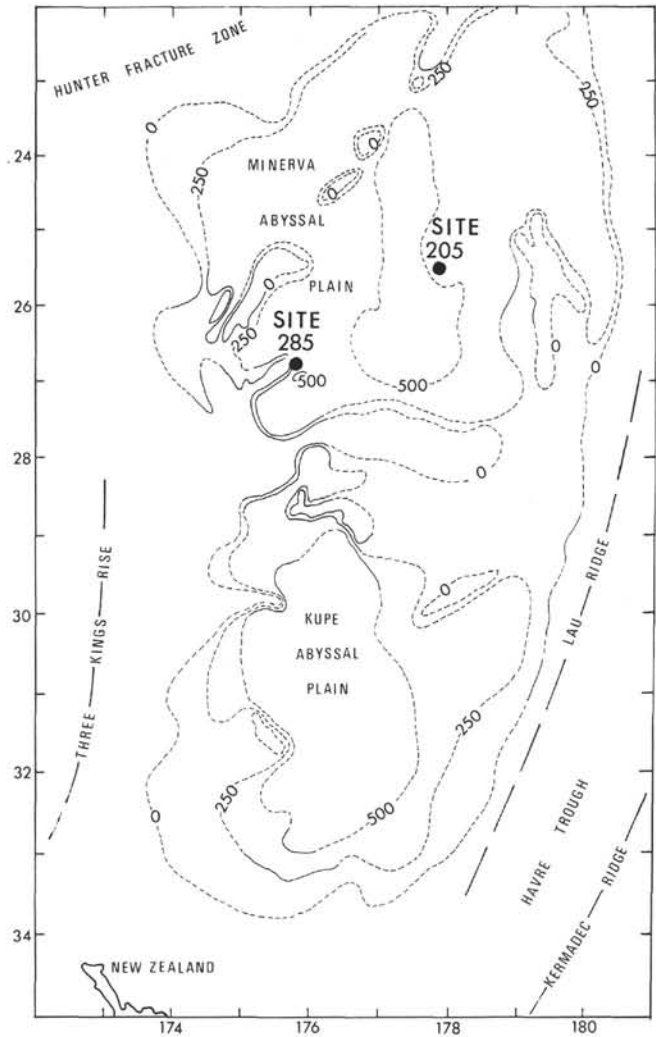 HUNTER FRACTURE ZONE
250
250
0
24
250
MINERVA
0
0
ABYSSAL
SITE
205
PLAIN
26
0
SITE
285
250
500
0
500
0
28
0
THREE KINGS RISE
0
LAU RIDGE
30
KUPE
ABYSSAL
PLAIN
250
32
0
250
500
HAVRE TROUGH
KERMADEC RIDGE
34
NEW ZEALAND
174
176
178
180